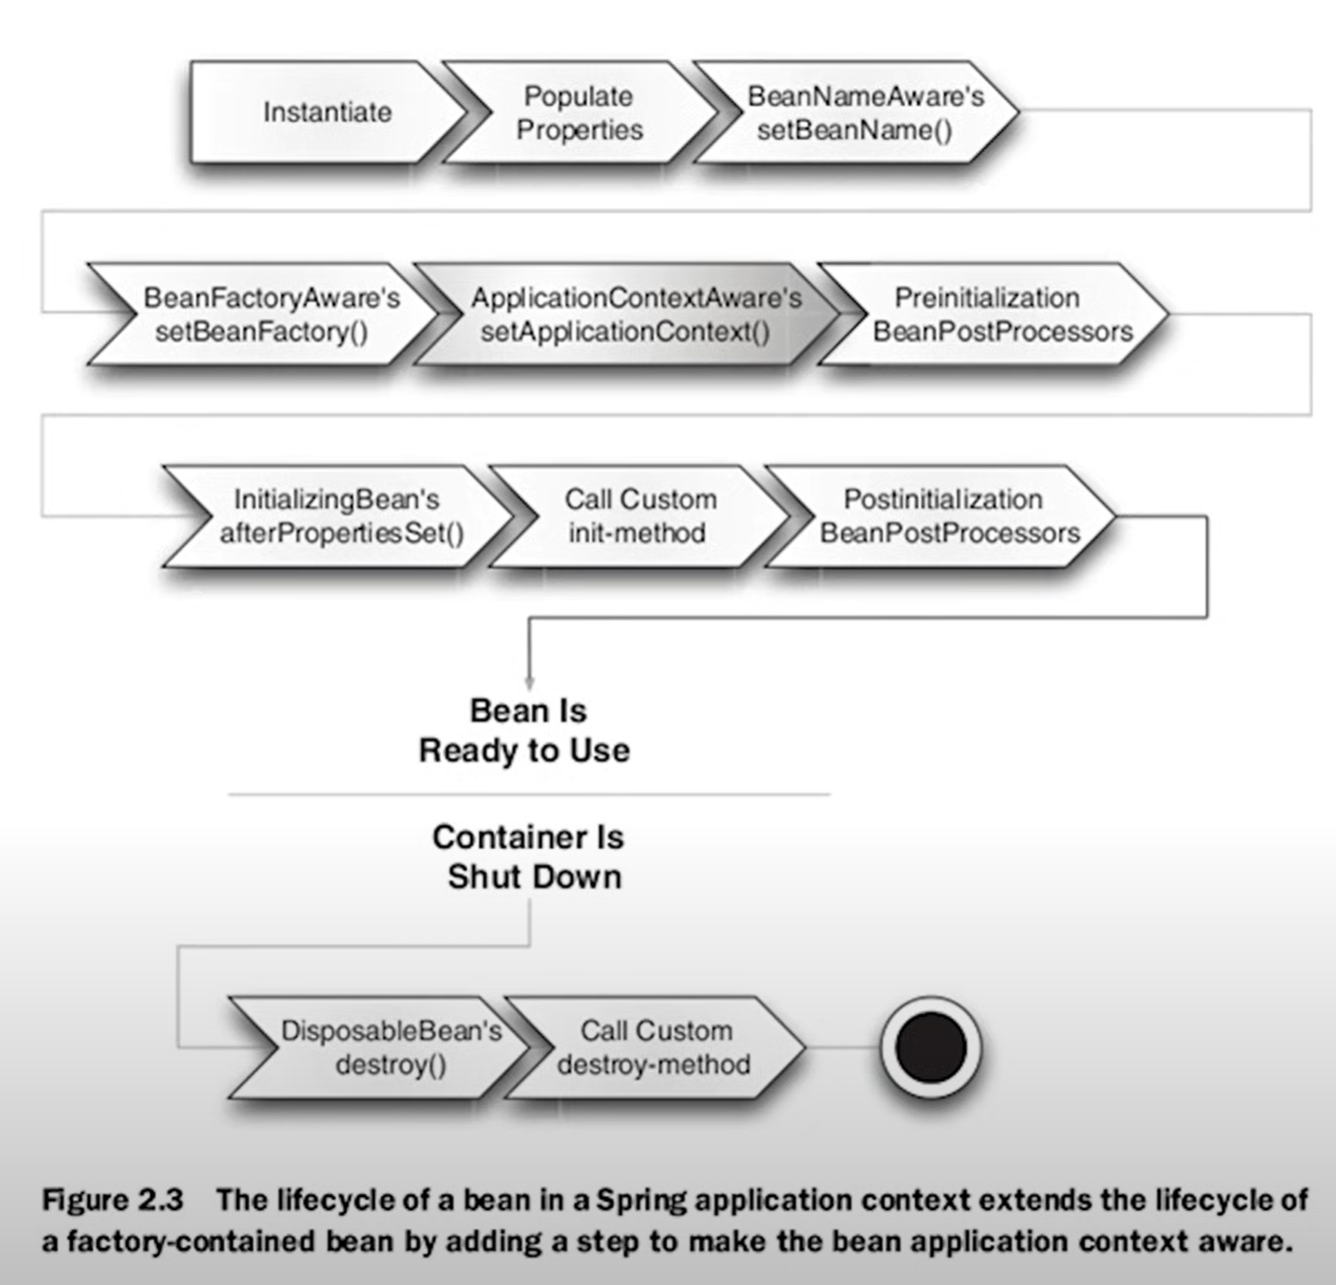 Instantiate
Populate
Properties
BeanNameAware's
setBeanName()
BeanFactoryAware's
setBeanFactory()
ApplicationContextAware's
setApplicationContext()
Preinitialization
BeanPostProcessors
InitializingBean's
afterPropertiesSet()
Call Custom
init-method
Postinitialization
BeanPostProcessors
Bean Is
Ready to Use
Container Is
Shut Down
DisposableBean's
destroy()
Call Custom
destroy-method
Figure 2.3 The lifecycle of a bean in a Spring application context extends the lifecycle of
a factory-contained bean by adding a step to make the bean application context aware.